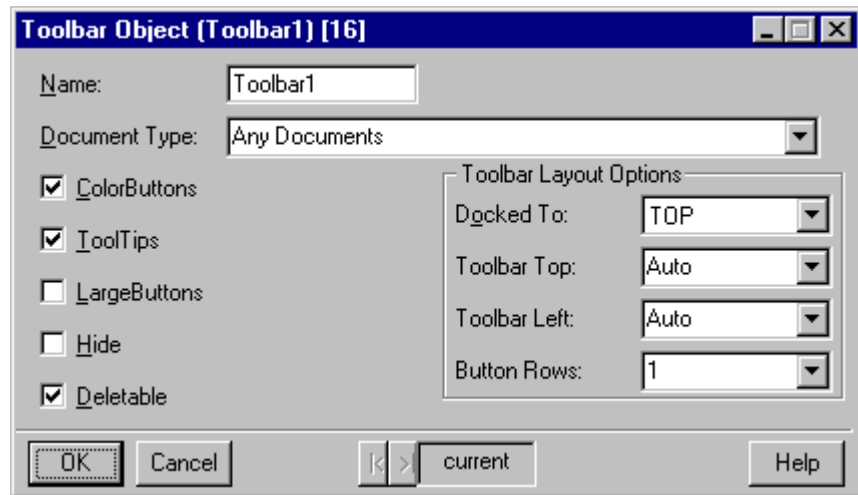 Toolbar Object (Toolbar1) [16]
Name: Toolbar1
Document Type: Any Documents
ColorButtons
ToolTips
LargeButtons
Hide
Deletable
Toolbar Layout Options
Docked To: TOP
Toolbar Top: Auto
Toolbar Left: Auto
Button Rows: 1
OK Cancel current Help